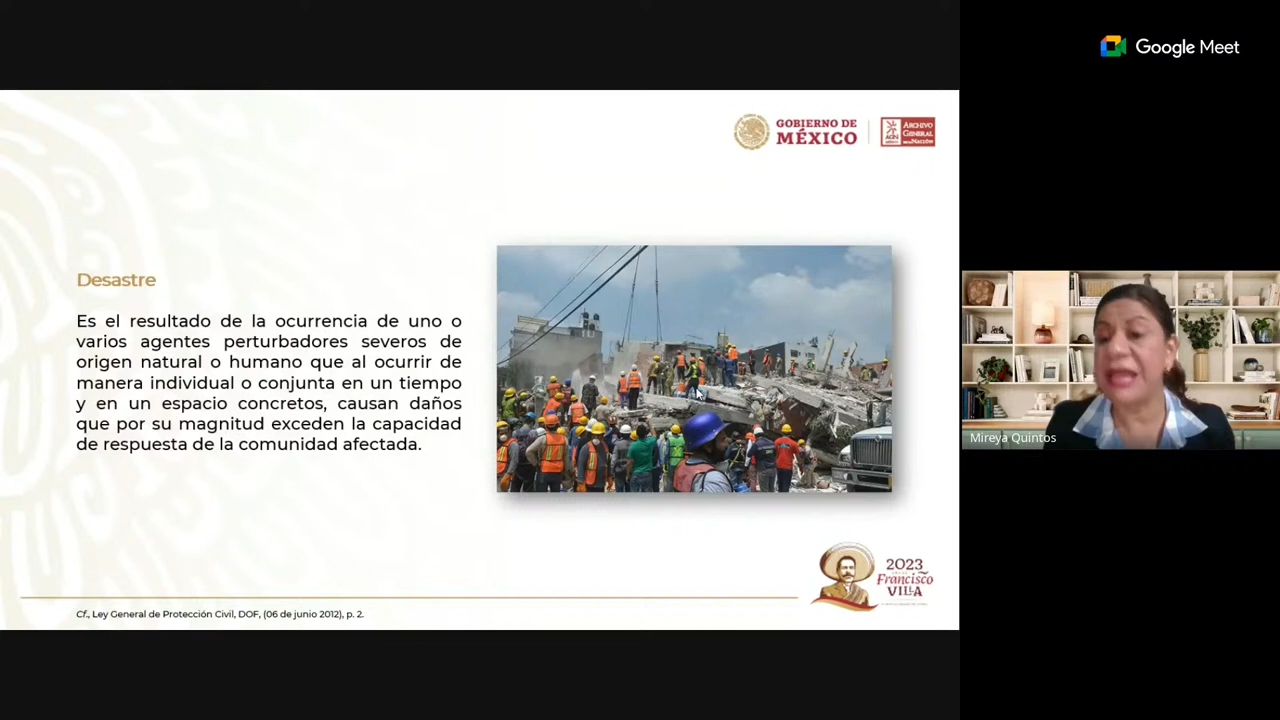 Google Meet
GOBIERNO DE
MÉXICO
ARCHIVO
GENERAL
DE LA NACIÓN
AGN
MÉXICO
Desastre
Es el resultado de la ocurrencia de uno o
varios agentes perturbadores severos de
origen natural o humano que al ocurrir de
manera individual o conjunta en un tiempo
y en un espacio concretos, causan daños
que por su magnitud exceden la capacidad
de respuesta de la comunidad afectada.
Mireya Quintos
2023
Francisco
VILLA
Cf., Ley General de Protección Civil, DOF, (06 de junio 2012), p. 2.